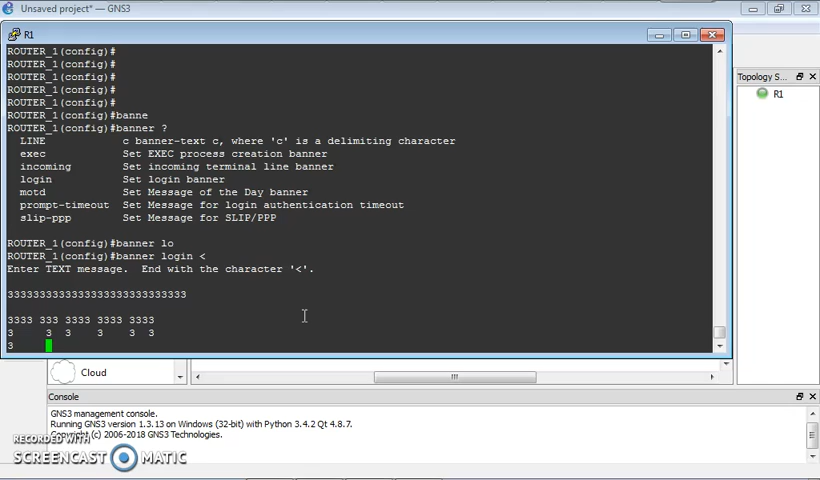 Unsaved project* — GNS3
R1
ROUTER_1(config)#
ROUTER_1(config)#
ROUTER_1(config)#
ROUTER_1(config)#
ROUTER_1(config)#
ROUTER_1(config)#banne
ROUTER_1(config)#banner ?
LINE            c banner-text c, where 'c' is a delimiting character
exec            Set EXEC process creation banner
incoming        Set incoming terminal line banner
login           Set login banner
motd            Set Message of the Day banner
prompt-timeout  Set Message for login authentication timeout
slip-ppp        Set Message for SLIP/PPP
ROUTER_1(config)#banner lo
ROUTER_1(config)#banner login <
Enter TEXT message.  End with the character '<'.
3333333333333333333333333333
3333 333 3333 3333 3333
3     3  3    3    3  3
3
Topology S...
R1
Cloud
Console
GNS3 management console.
Running GNS3 version 1.3.13 on Windows (32-bit) with Python 3.4.2 Qt 4.8.7.
Copyright (c) 2006-2018 GNS3 Technologies.
RECORDED WITH
SCREENCAST MATIC